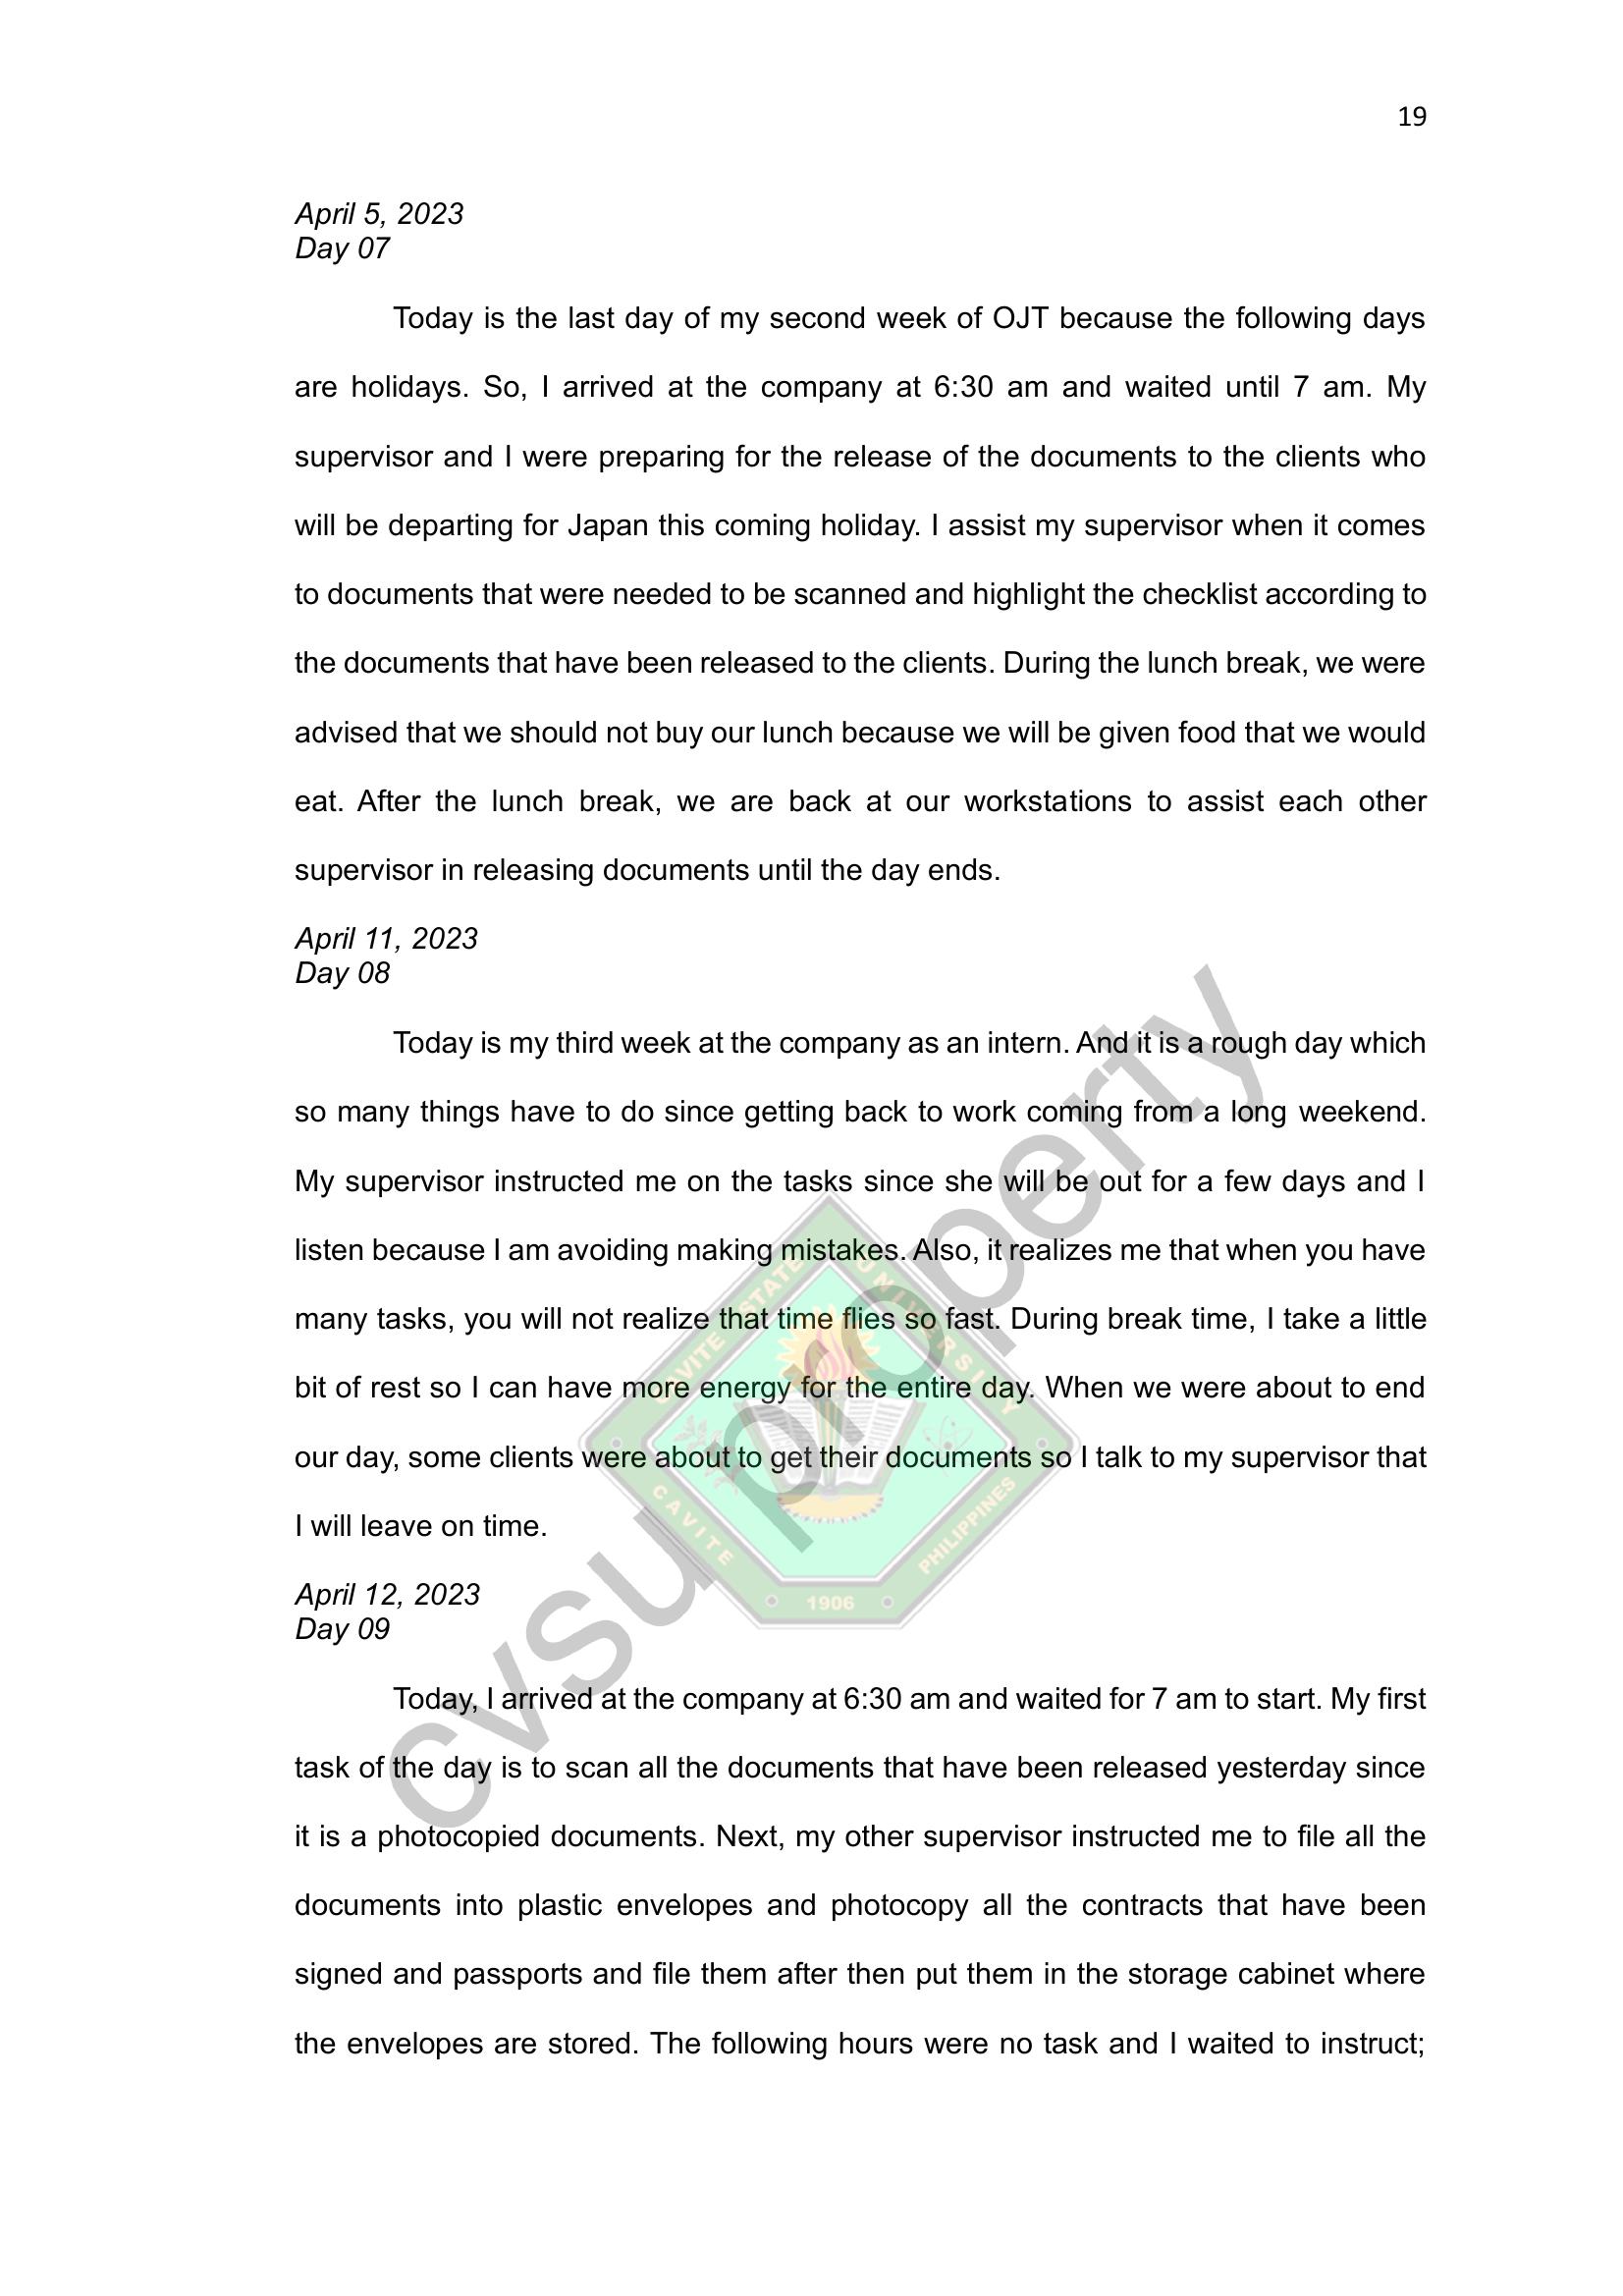 19
April 5, 2023
Day 07
Today is the last day of my second week of OJT because the following days
are holidays. So, I arrived at the company at 6:30 am and waited until 7 am. My
supervisor and I were preparing for the release of the documents to the clients who
will be departing for Japan this coming holiday. I assist my supervisor when it comes
to documents that were needed to be scanned and highlight the checklist according to
the documents that have been released to the clients. During the lunch break, we were
advised that we should not buy our lunch because we will be given food that we would
eat. After the lunch break, we are back at our workstations to assist each other
supervisor in releasing documents until the day ends.
April 11, 2023
Day 08
Today is my third week at the company as an intern. And it is a rough day which
so many things have to do since getting back to work coming from a long weekend.
My supervisor instructed me on the tasks since she will be out for a few days and I
listen because I am avoiding making mistakes. Also, it realizes me that when you have
many tasks, you will not realize that time flies so fast. During break time, I take a little
bit of rest so I can have more energy for the entire day. When we were about to end
our day, some clients were about to get their documents so I talk to my supervisor that
I will leave on time.
April 12, 2023
Day 09
Today, I arrived at the company at 6:30 am and waited for 7 am to start. My first
task of the day is to scan all the documents that have been released yesterday since
it is a photocopied documents. Next, my other supervisor instructed me to file all the
documents into plastic envelopes and photocopy all the contracts that have been
signed and passports and file them after then put them in the storage cabinet where
the envelopes are stored. The following hours were no task and I waited to instruct;
cvsu property
CAVITE STATE UNIVERSITY
CAVITE
PHILIPPINES
1906